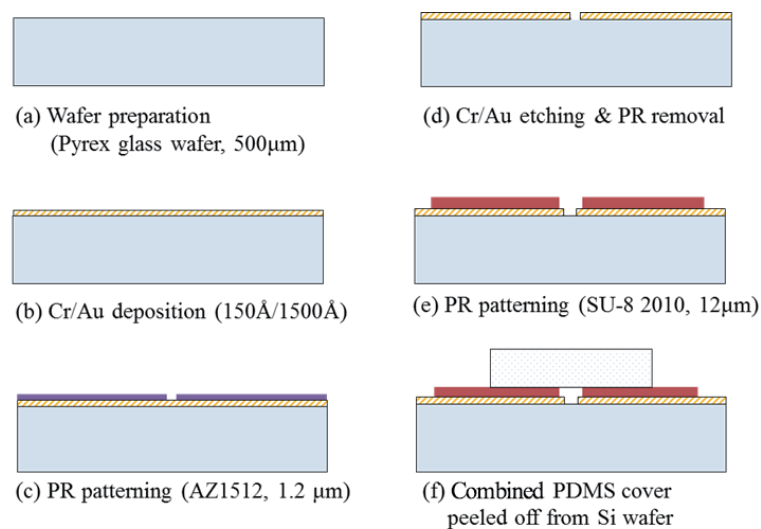 (a) Wafer preparation
(Pyrex glass wafer, 500μm)
(b) Cr/Au deposition (150Å/1500Å)
(c) PR patterning (AZ1512, 1.2 μm)
(d) Cr/Au etching & PR removal
(e) PR patterning (SU-8 2010, 12μm)
(f) Combined PDMS cover
peeled off from Si wafer